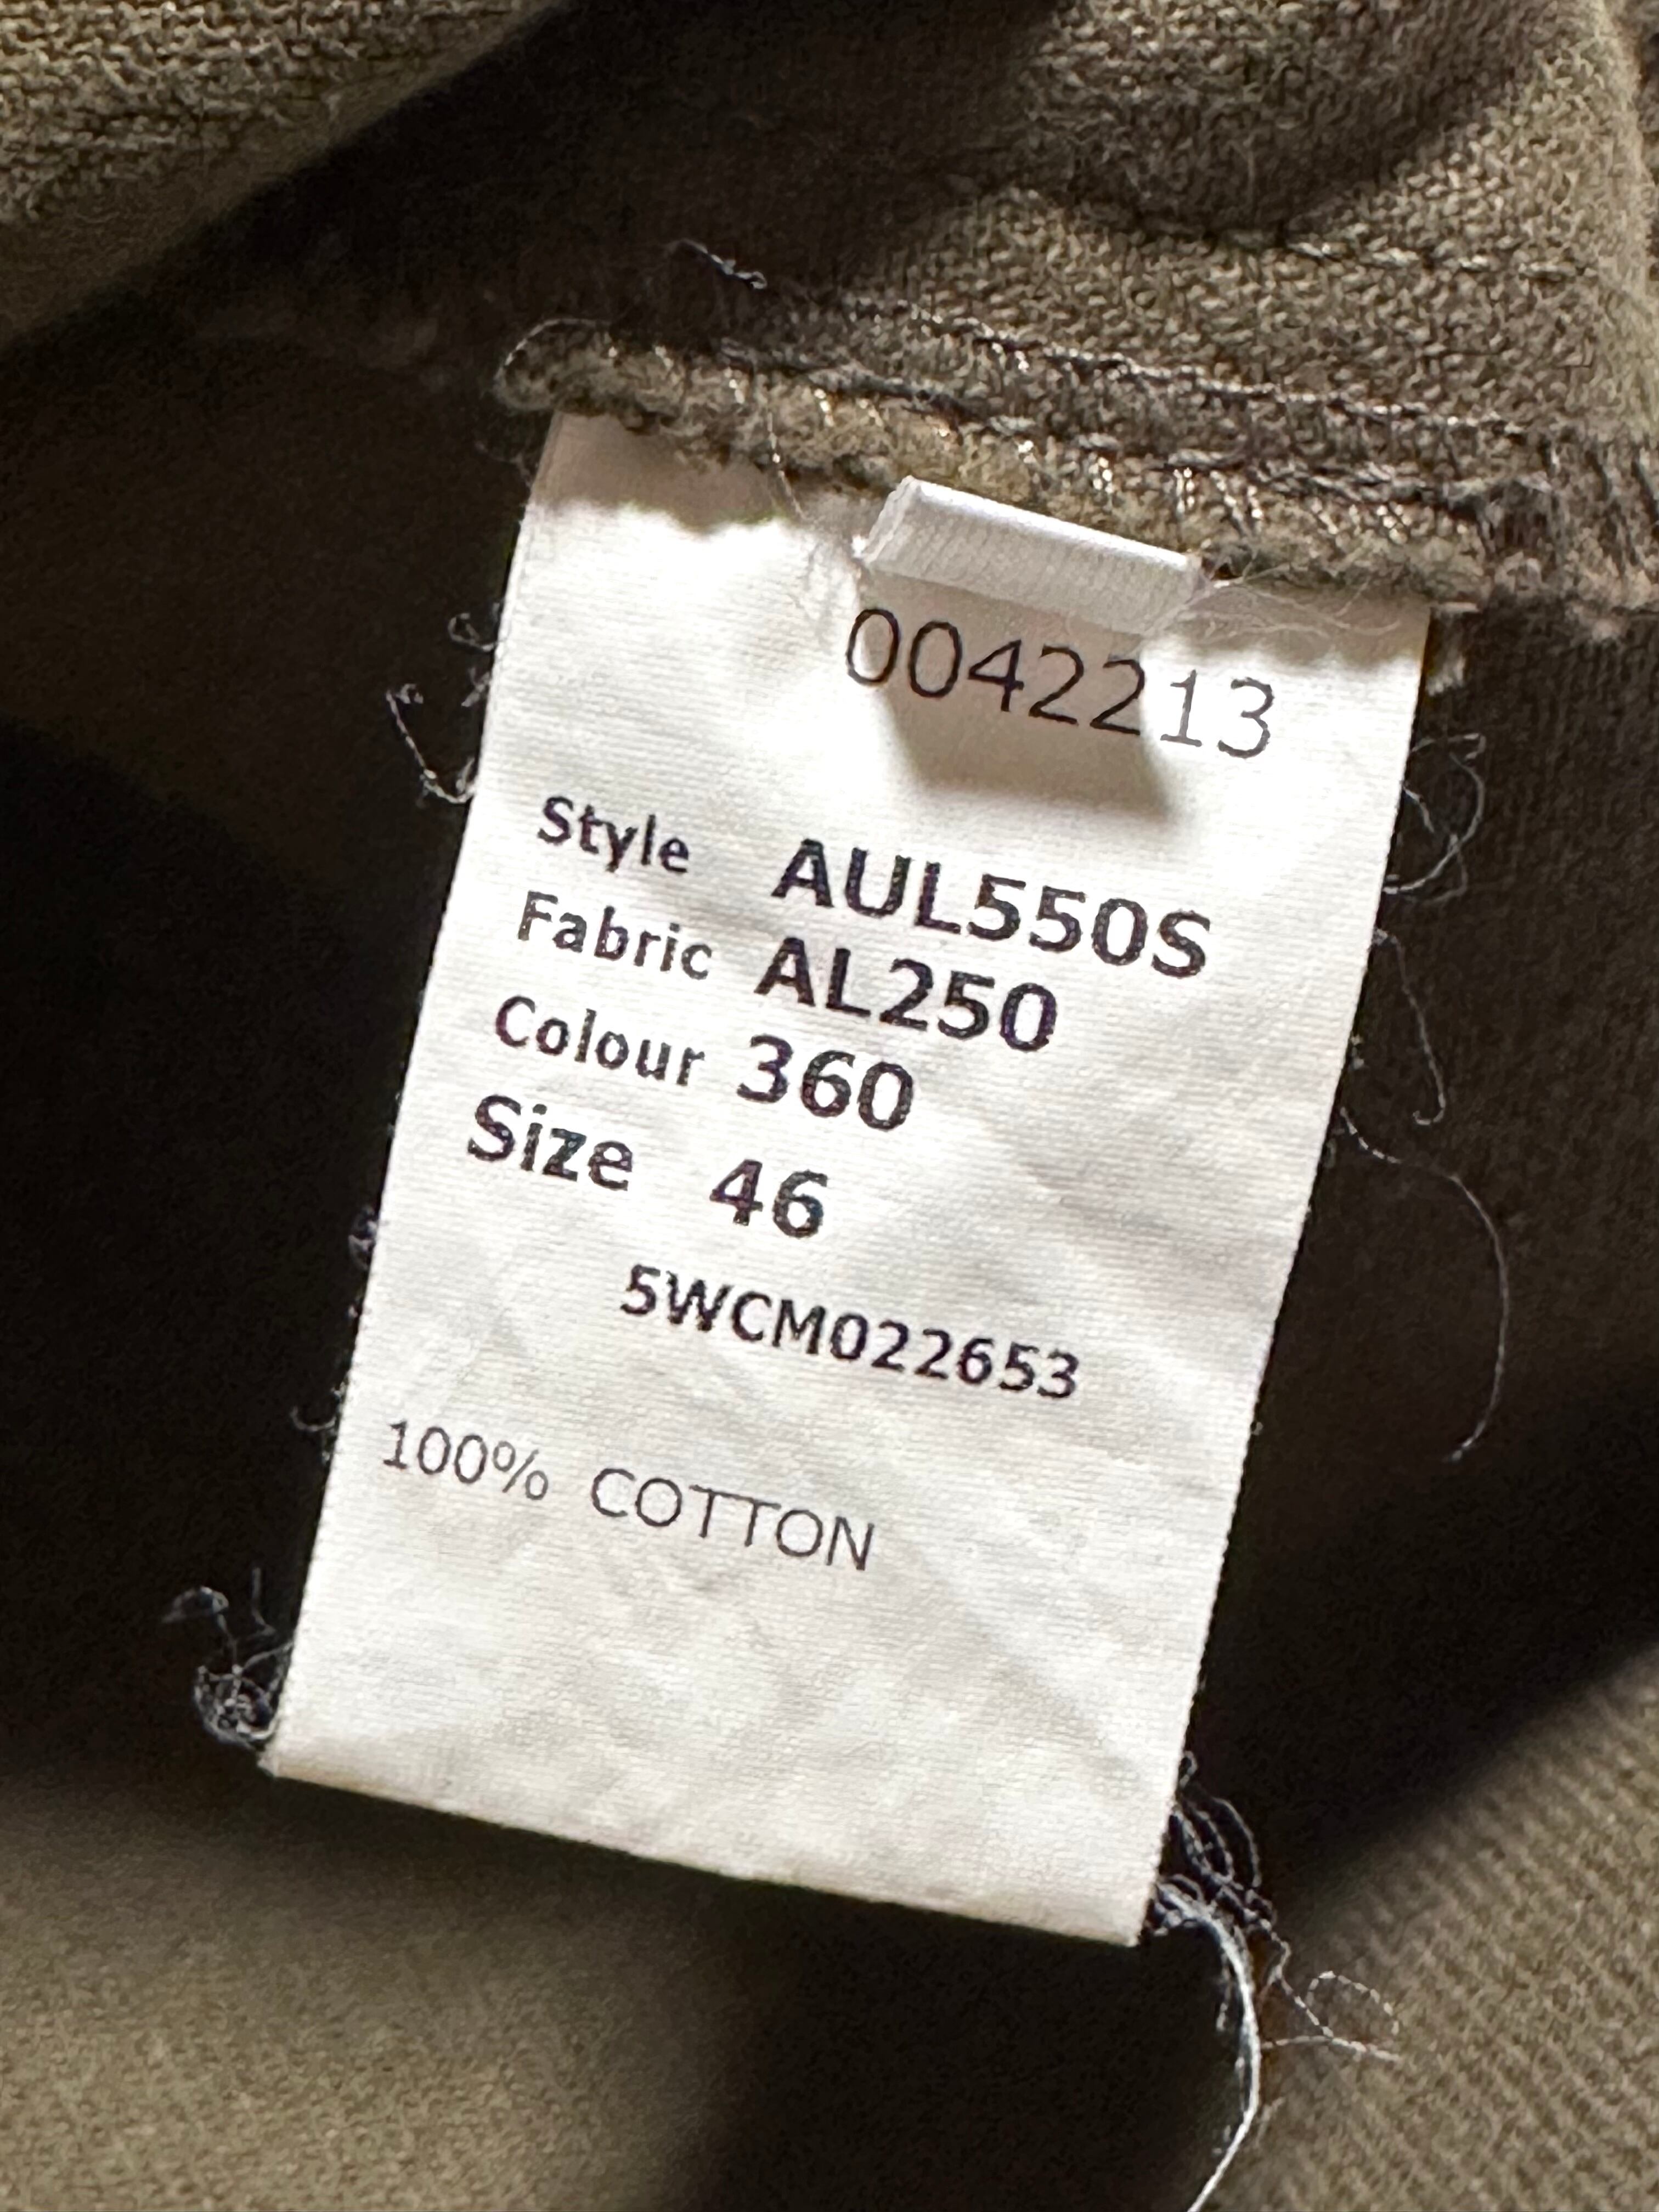 0042213
Style AUL550S
Fabric AL250
Colour 360
Size 46
5WCM022653
100% COTTON